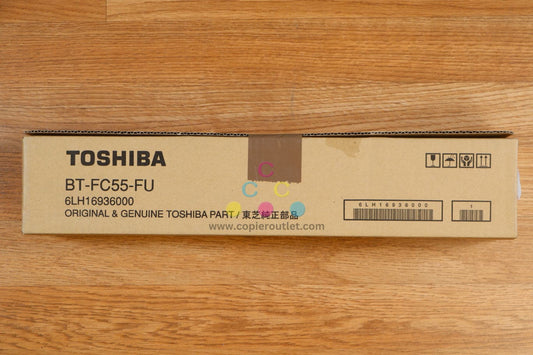 TOSHIBA
BT-FC55-FU
6LH16936000
ORIGINAL & GENUINE TOSHIBA PART / 東芝純正部品
6LH16936000
1
C
C C
www.copieroutlet.com